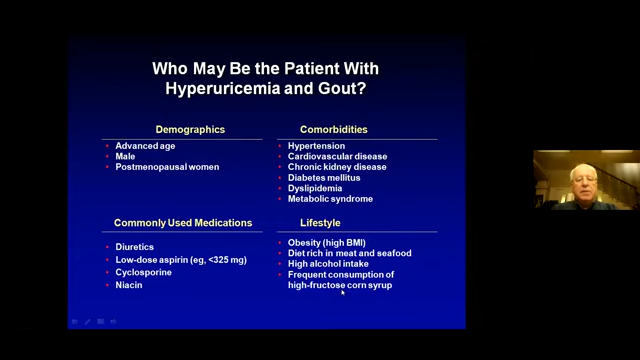 Who May Be the Patient With
Hyperuricemia and Gout?
Demographics
• Advanced age
• Male
• Postmenopausal women
Comorbidities
• Hypertension
• Cardiovascular disease
• Chronic kidney disease
• Diabetes mellitus
• Dyslipidemia
• Metabolic syndrome
Commonly Used Medications
• Diuretics
• Low-dose aspirin (eg, <325 mg)
• Cyclosporine
• Niacin
Lifestyle
• Obesity (high BMI)
• Diet rich in meat and seafood
• High alcohol intake
• Frequent consumption of
high-fructose corn syrup